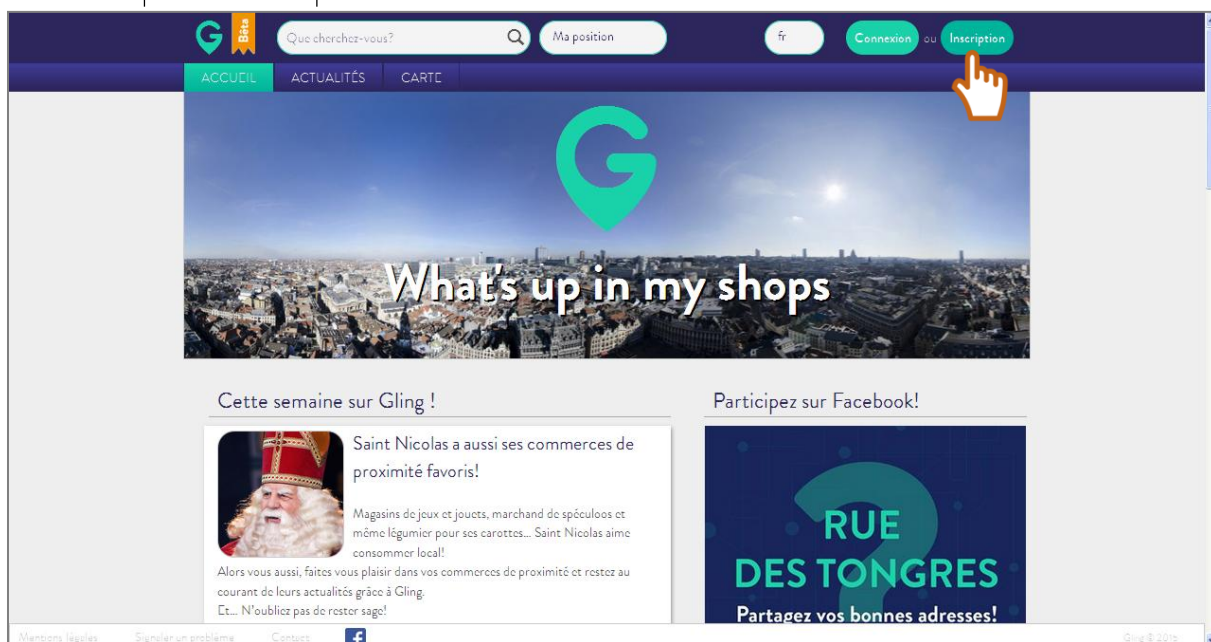 Bêta
Que cherchez-vous?
Ma position
fr
Connexion ou Inscription
ACCUEIL ACTUALITÉS CARTE
G
What's up in my shops
Cette semaine sur Gling !
Saint Nicolas a aussi ses commerces de
proximité favoris!
Magasins de jeux et jouets, marchand de spéculoos et
même légumier pour ses carottes... Saint Nicolas aime
consommer local!
Alors vous aussi, faites vous plaisir dans vos commerces de proximité et restez au
courant de leurs actualités grâce à Gling.
Et... N'oubliez pas de rester sage!
Participez sur Facebook!
?
RUE
DES TONGRES
Partagez vos bonnes adresses!
Mentions légales Signaler un problème Contact f
Gling ©